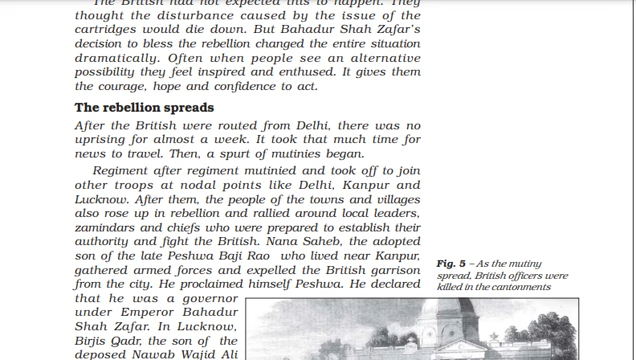 The British had not expected this to happen. They
thought the disturbance caused by the issue of the
cartridges would die down. But Bahadur Shah Zafar's
decision to bless the rebellion changed the entire situation
dramatically. Often when people see an alternative
possibility they feel inspired and enthused. It gives them
the courage, hope and confidence to act.
The rebellion spreads
After the British were routed from Delhi, there was no
uprising for almost a week. It took that much time for
news to travel. Then, a spurt of mutinies began.
Regiment after regiment mutinied and took off to join
other troops at nodal points like Delhi, Kanpur and
Lucknow. After them, the people of the towns and villages
also rose up in rebellion and rallied around local leaders,
zamindars and chiefs who were prepared to establish their
authority and fight the British. Nana Saheb, the adopted
son of the late Peshwa Baji Rao who lived near Kanpur,
gathered armed forces and expelled the British garrison
from the city. He proclaimed himself Peshwa. He declared
that he was a governor
under Emperor Bahadur
Shah Zafar. In Lucknow,
Birjis Qadr, the son of the
deposed Nawab Wajid Ali
Fig. 5 – As the mutiny
spread, British officers were
killed in the cantonments